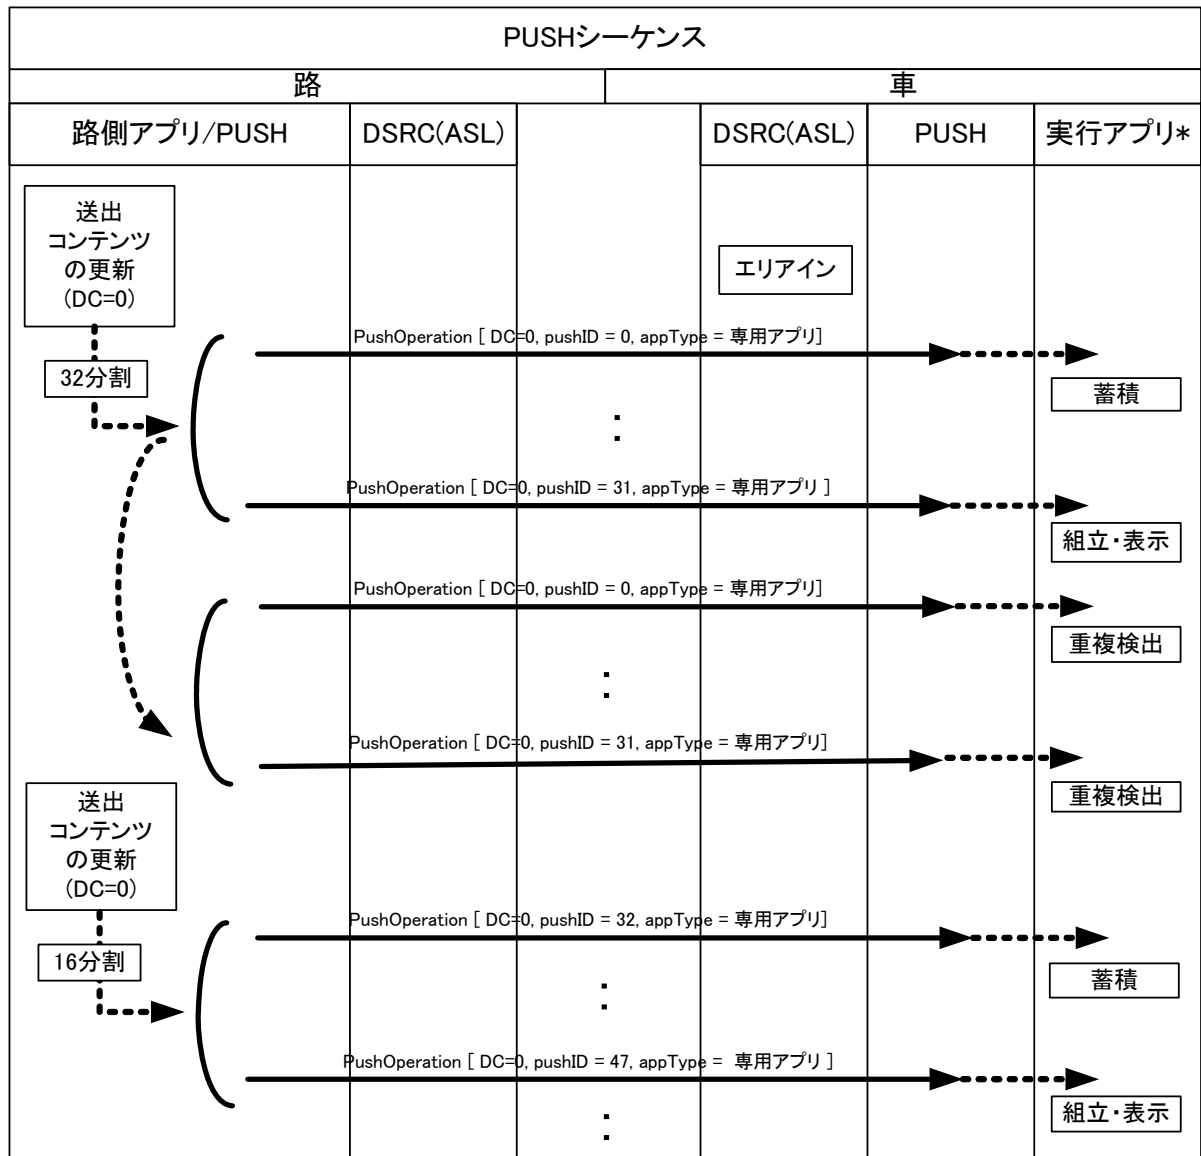 PUSHシーケンス
路
車
路側アプリ/PUSH
DSRC(ASL)
DSRC(ASL)
PUSH
実行アプリ*
送出
コンテンツ
の更新
(DC=0)
エリアイン
PushOperation [ DC=0, pushID = 0, appType = 専用アプリ]
32分割
蓄積
:
PushOperation [ DC=0, pushID = 31, appType = 専用アプリ ]
組立・表示
PushOperation [ DC=0, pushID = 0, appType = 専用アプリ]
重複検出
:
PushOperation [ DC=0, pushID = 31, appType = 専用アプリ]
重複検出
送出
コンテンツ
の更新
(DC=0)
PushOperation [ DC=0, pushID = 32, appType = 専用アプリ]
16分割
蓄積
:
PushOperation [ DC=0, pushID = 47, appType = 専用アプリ ]
組立・表示
: